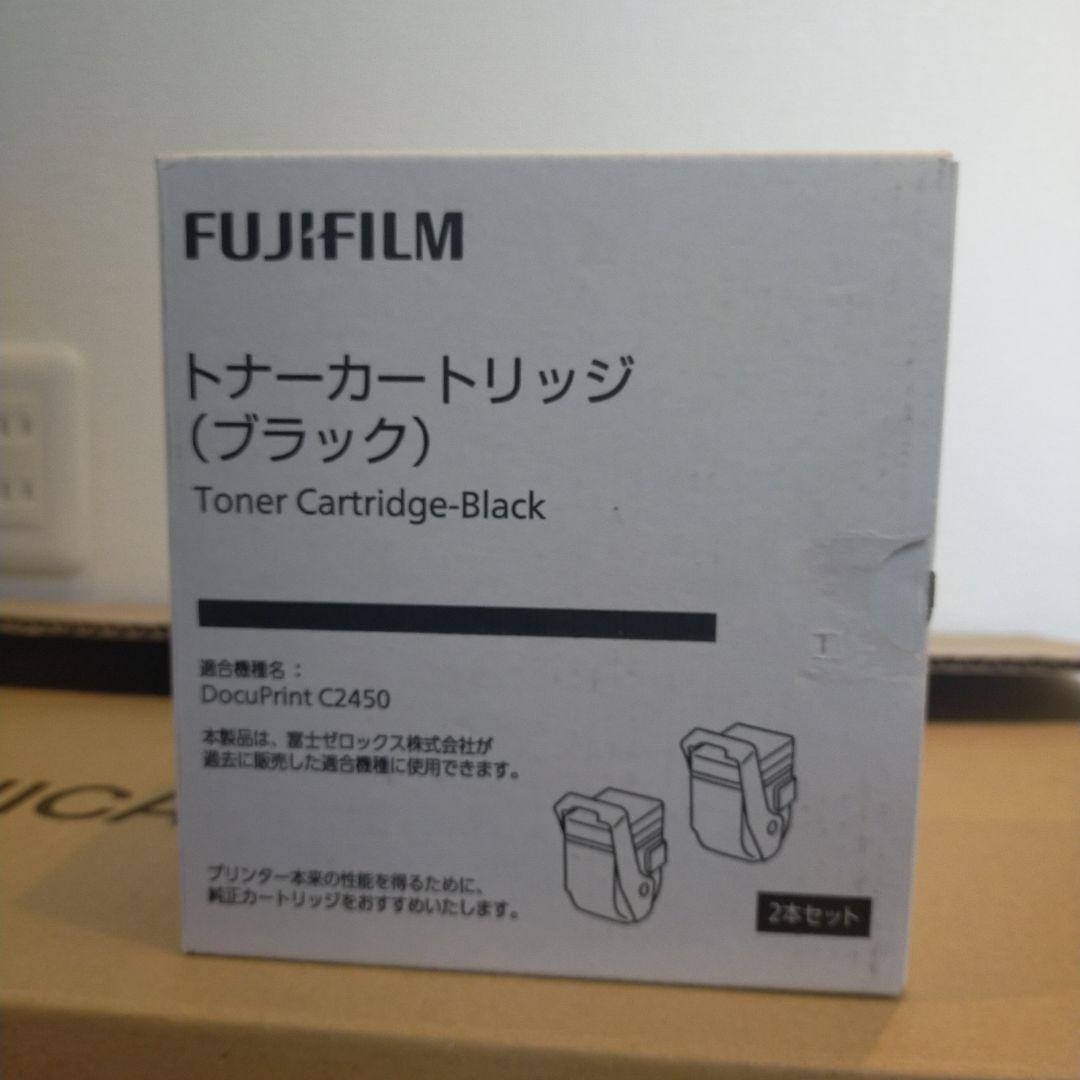 FUJIFILM
トナーカートリッジ
(ブラック)
Toner Cartridge-Black
適合機種名：
DocuPrint C2450
本製品は、富士ゼロックス株式会社が
過去に販売した適合機種に使用できます。
プリンター本来の性能を得るために、
純正カートリッジをおすすめいたします。
2本セット